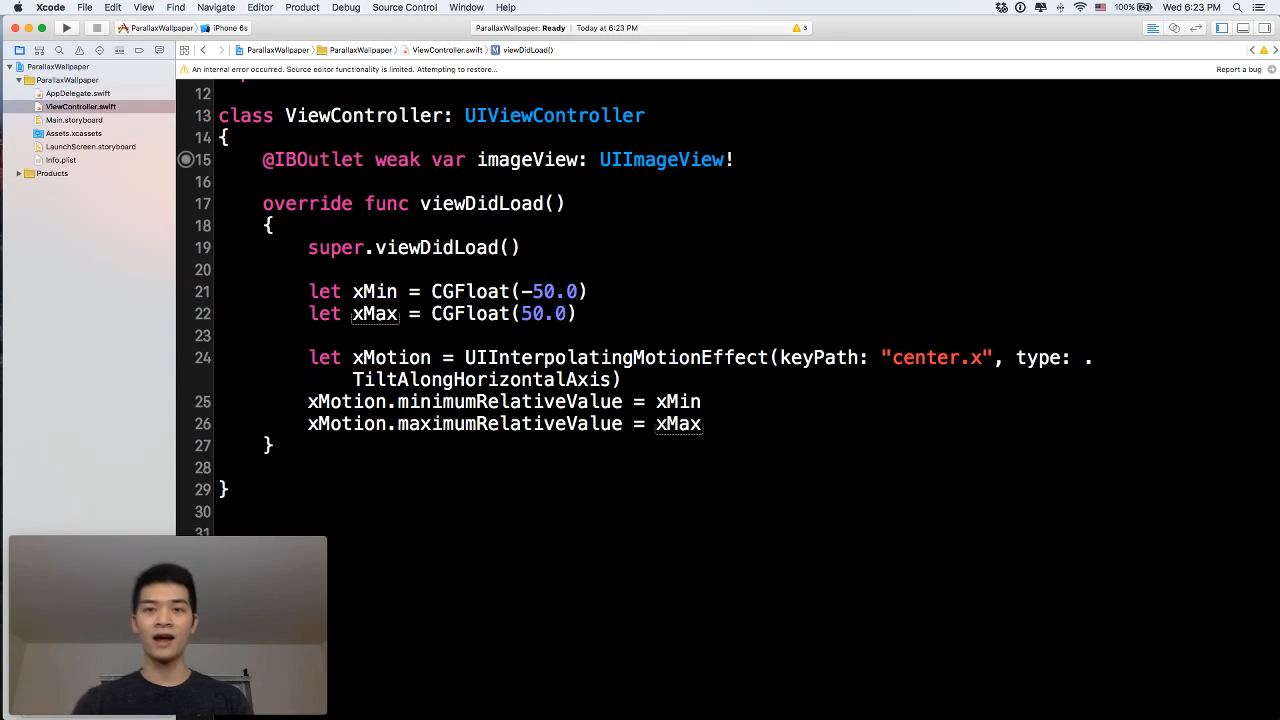 Xcode File Edit View Find Navigate Editor Product Debug Source Control Window Help 100% Wed 6:23 PM
ParallaxWallpaper iPhone 6s ParallaxWallpaper: Ready Today at 6:23 PM 3
ParallaxWallpaper ParallaxWallpaper ViewController.swift viewDidLoad()
An internal error occurred. Source editor functionality is limited. Attempting to restore... Report a bug
ParallaxWallpaper
ParallaxWallpaper
AppDelegate.swift
ViewController.swift
Main.storyboard
Assets.xcassets
LaunchScreen.storyboard
Info.plist
Products
12
13 class ViewController: UIViewController
14 {
15 @IBOutlet weak var imageView: UIImageView!
16
17 override func viewDidLoad()
18 {
19 super.viewDidLoad()
20
21 let xMin = CGFloat(-50.0)
22 let xMax = CGFloat(50.0)
23
24 let xMotion = UIInterpolatingMotionEffect(keyPath: "center.x", type: .
TiltAlongHorizontalAxis)
25 xMotion.minimumRelativeValue = xMin
26 xMotion.maximumRelativeValue = xMax
27 }
28
29 }
30
31